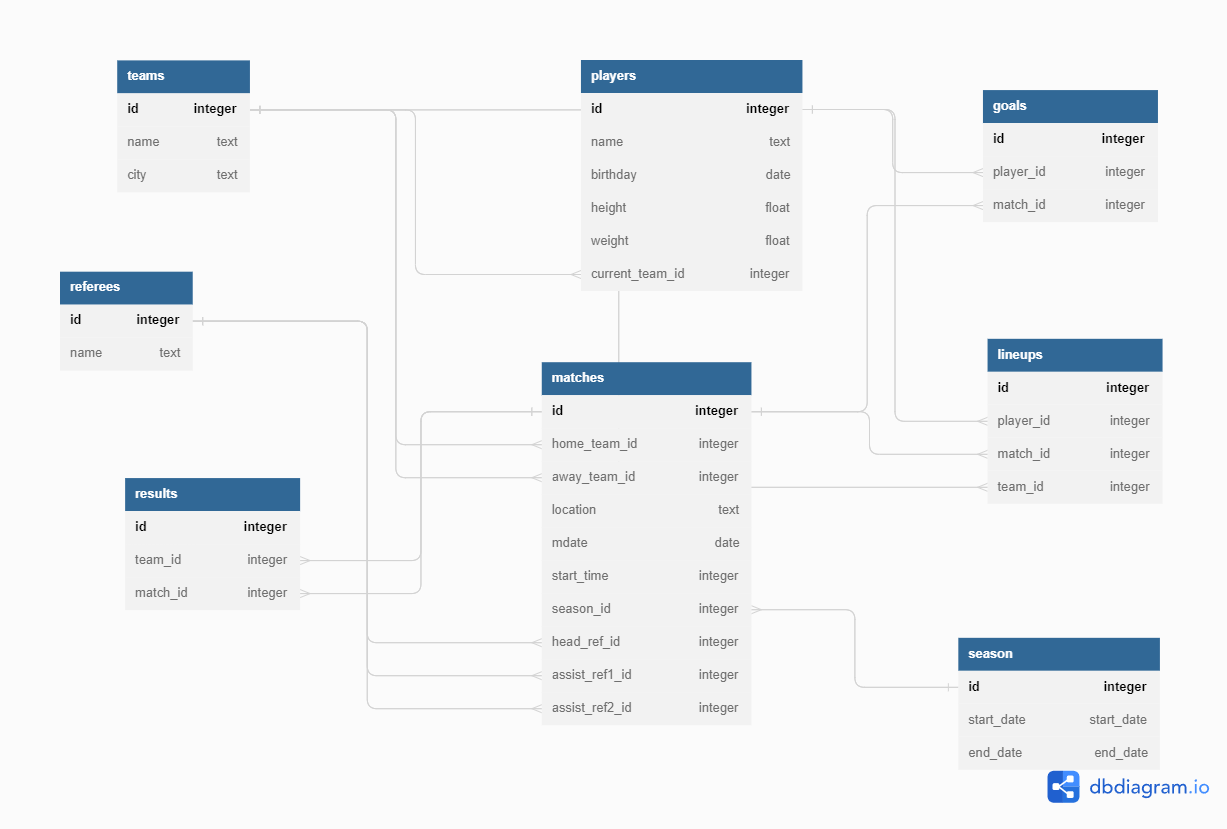 teams
id integer
name text
city text
players
id integer
name text
birthday date
height float
weight float
current_team_id integer
goals
id integer
player_id integer
match_id integer
referees
id integer
name text
matches
id integer
home_team_id integer
away_team_id integer
location text
mdate date
start_time integer
season_id integer
head_ref_id integer
assist_ref1_id integer
assist_ref2_id integer
lineups
id integer
player_id integer
match_id integer
team_id integer
results
id integer
team_id integer
match_id integer
season
id integer
start_date start_date
end_date end_date
dbdiagram.io